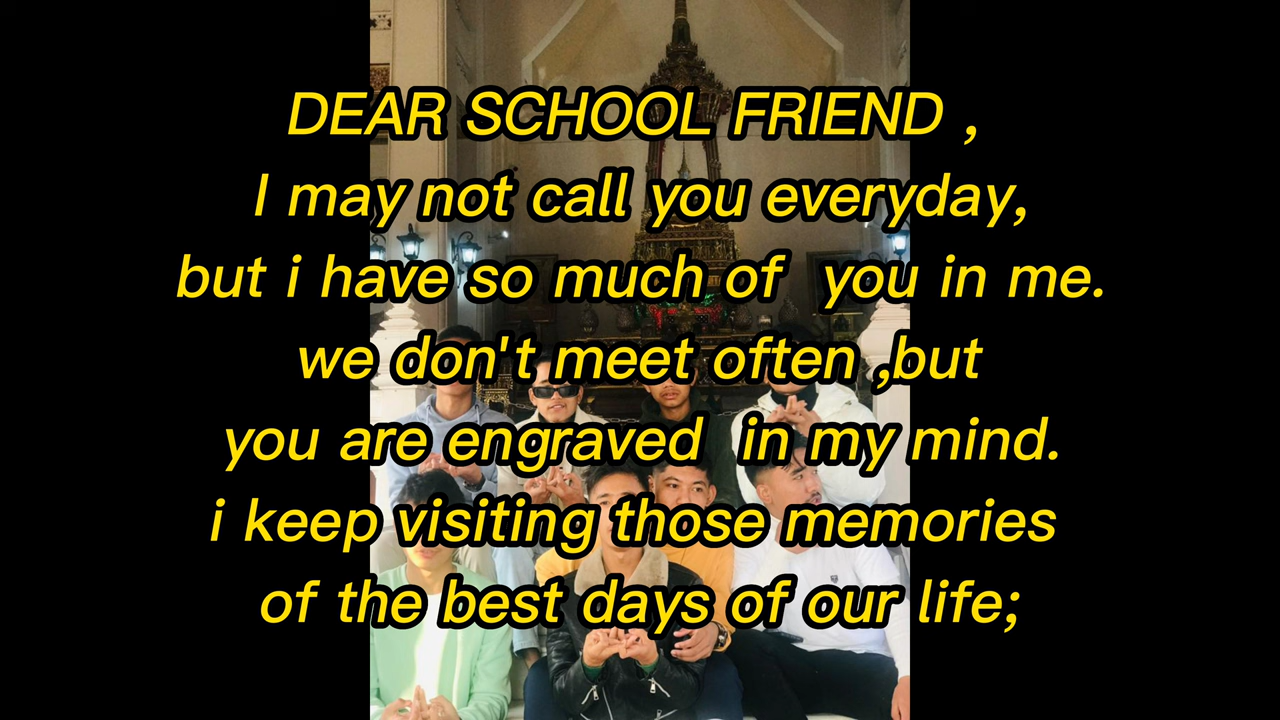 DEAR SCHOOL FRIEND ,
I may not call you everyday,
but i have so much of you in me.
we don't meet often ,but
you are engraved in my mind.
i keep visiting those memories
of the best days of our life;